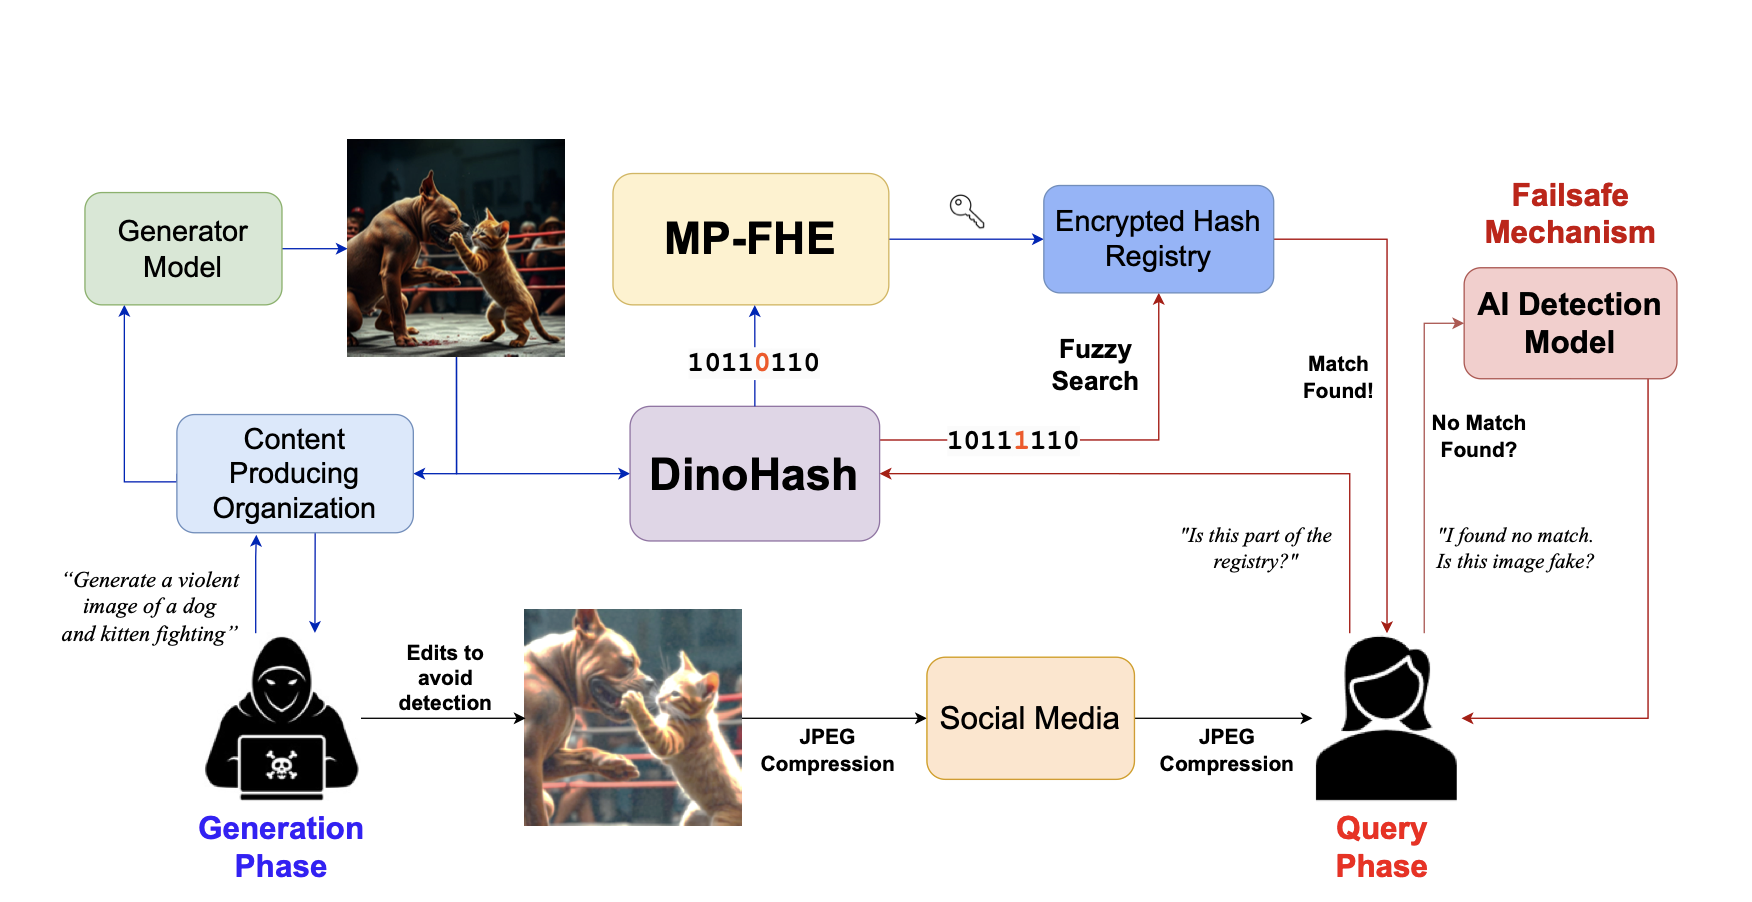 Generator
Model
MP-FHE
Encrypted Hash
Registry
Failsafe
Mechanism
AI Detection
Model
10110110
Fuzzy
Search
Match
Found!
No Match
Found?
Content
Producing
Organization
DinoHash
10111110
“Generate a violent
image of a dog
and kitten fighting”
"Is this part of the
registry?"
"I found no match.
Is this image fake?
Edits to
avoid
detection
JPEG
Compression
Social Media
JPEG
Compression
Generation
Phase
Query
Phase